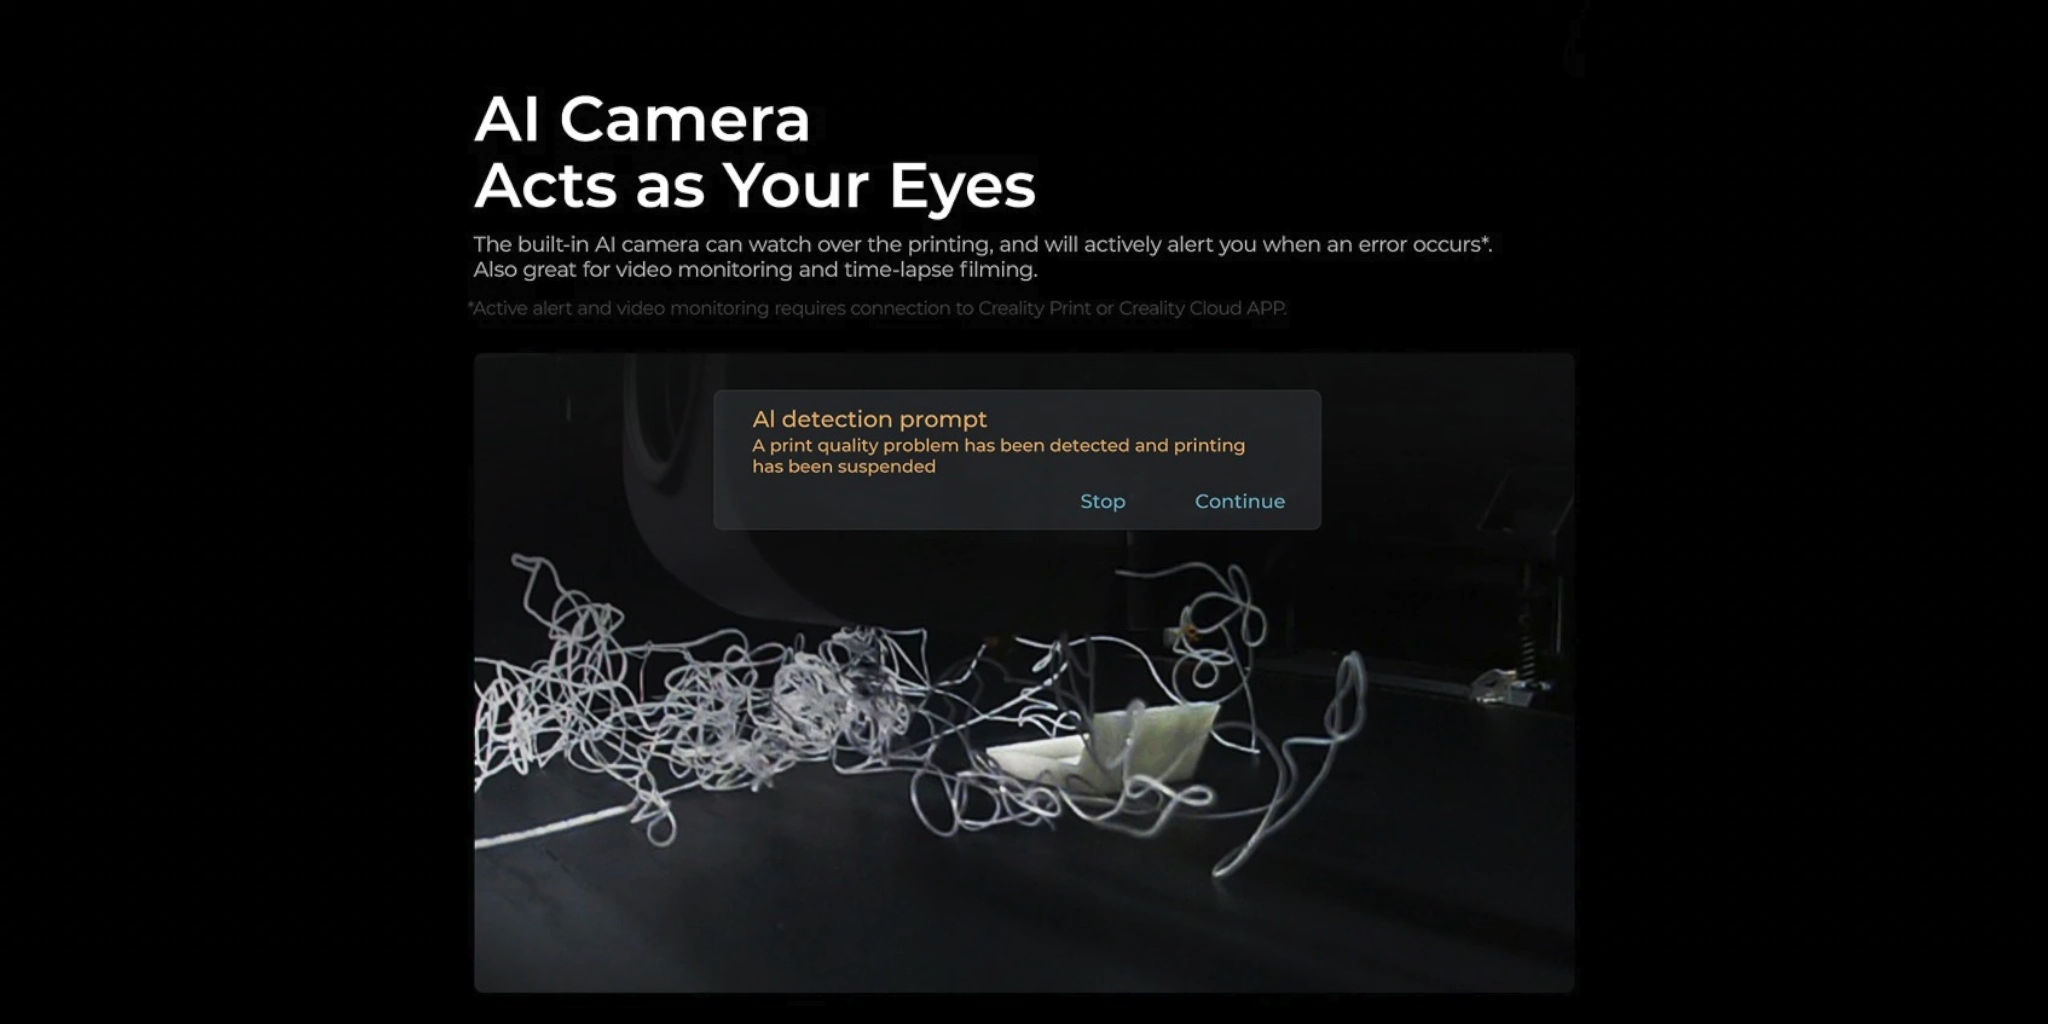 AI Camera
Acts as Your Eyes
The built-in AI camera can watch over the printing, and will actively alert you when an error occurs*.
Also great for video monitoring and time-lapse filming.
*Active alert and video monitoring requires connection to Creality Print or Creality Cloud APP.
AI detection prompt
A print quality problem has been detected and printing
has been suspended
Stop Continue